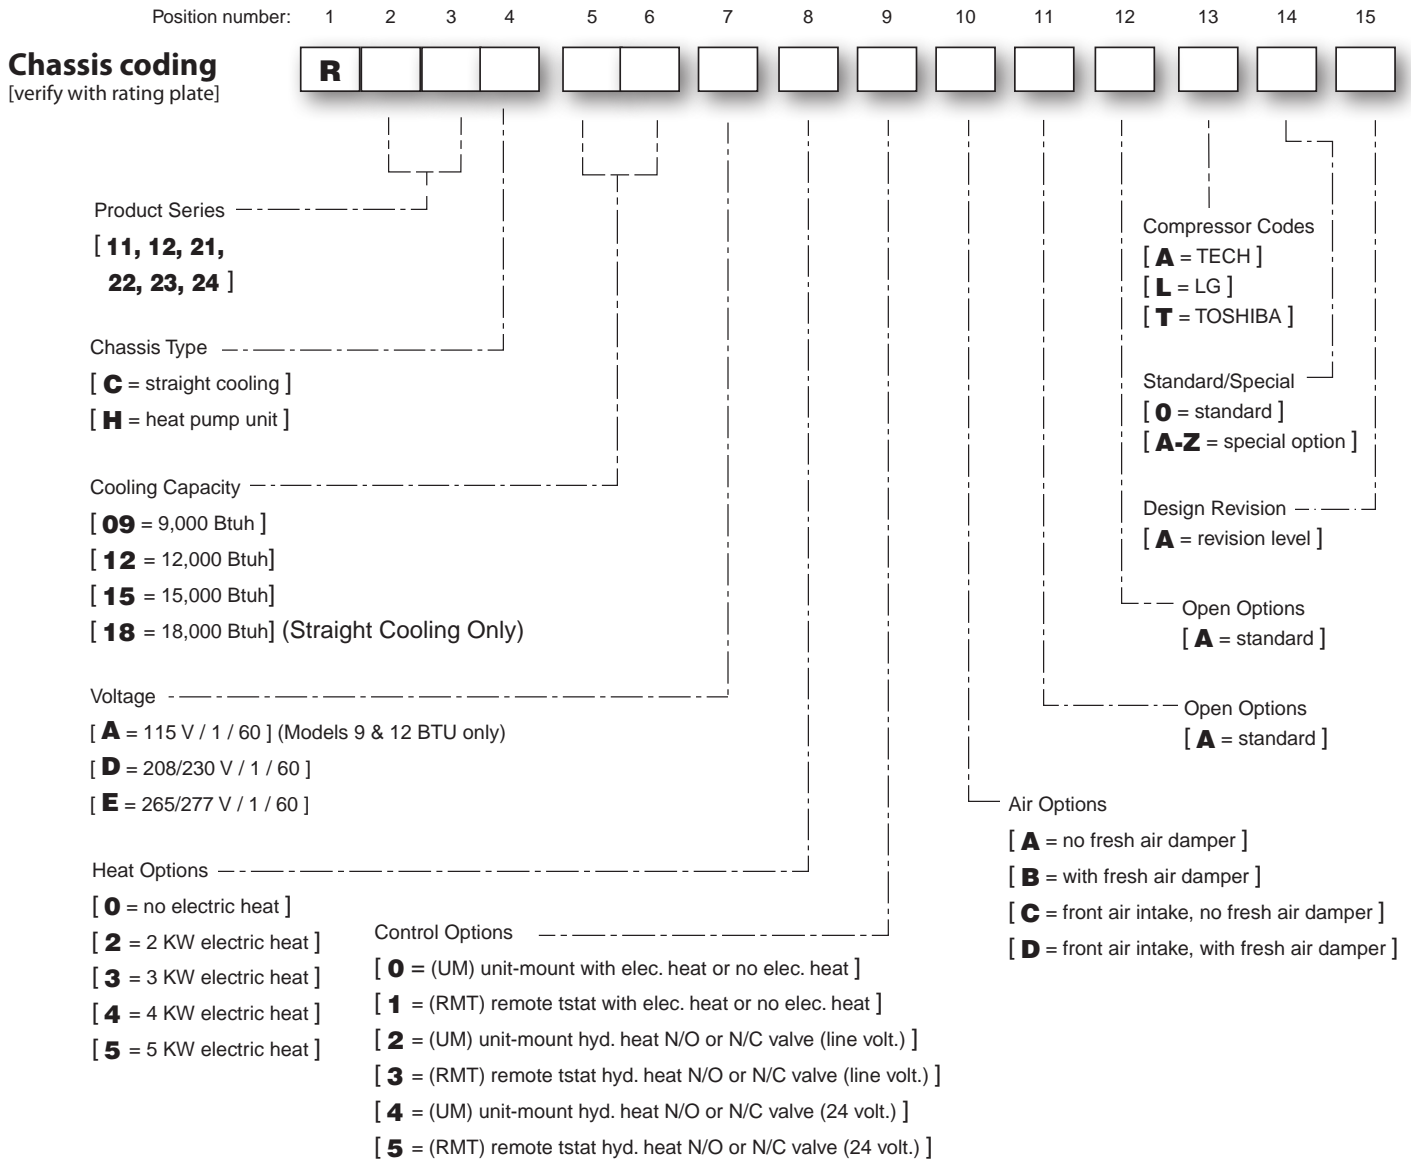 Position number: 1 2 3 4 5 6 7 8 9 10 11 12 13 14 15
Chassis coding
[verify with rating plate]
R
Product Series
[ 11, 12, 21,
22, 23, 24 ]
Chassis Type
[ C = straight cooling ]
[ H = heat pump unit ]
Cooling Capacity
[ 09 = 9,000 Btuh ]
[ 12 = 12,000 Btuh]
[ 15 = 15,000 Btuh]
[ 18 = 18,000 Btuh] (Straight Cooling Only)
Voltage
[ A = 115 V / 1 / 60 ] (Models 9 & 12 BTU only)
[ D = 208/230 V / 1 / 60 ]
[ E = 265/277 V / 1 / 60 ]
Heat Options
[ 0 = no electric heat ]
[ 2 = 2 KW electric heat ]
[ 3 = 3 KW electric heat ]
[ 4 = 4 KW electric heat ]
[ 5 = 5 KW electric heat ]
Control Options
[ 0 = (UM) unit-mount with elec. heat or no elec. heat ]
[ 1 = (RMT) remote tstat with elec. heat or no elec. heat ]
[ 2 = (UM) unit-mount hyd. heat N/O or N/C valve (line volt.) ]
[ 3 = (RMT) remote tstat hyd. heat N/O or N/C valve (line volt.) ]
[ 4 = (UM) unit-mount hyd. heat N/O or N/C valve (24 volt.) ]
[ 5 = (RMT) remote tstat hyd. heat N/O or N/C valve (24 volt.) ]
Compressor Codes
[ A = TECH ]
[ L = LG ]
[ T = TOSHIBA ]
Standard/Special
[ 0 = standard ]
[ A-Z = special option ]
Design Revision
[ A = revision level ]
Open Options
[ A = standard ]
Open Options
[ A = standard ]
Air Options
[ A = no fresh air damper ]
[ B = with fresh air damper ]
[ C = front air intake, no fresh air damper ]
[ D = front air intake, with fresh air damper ]